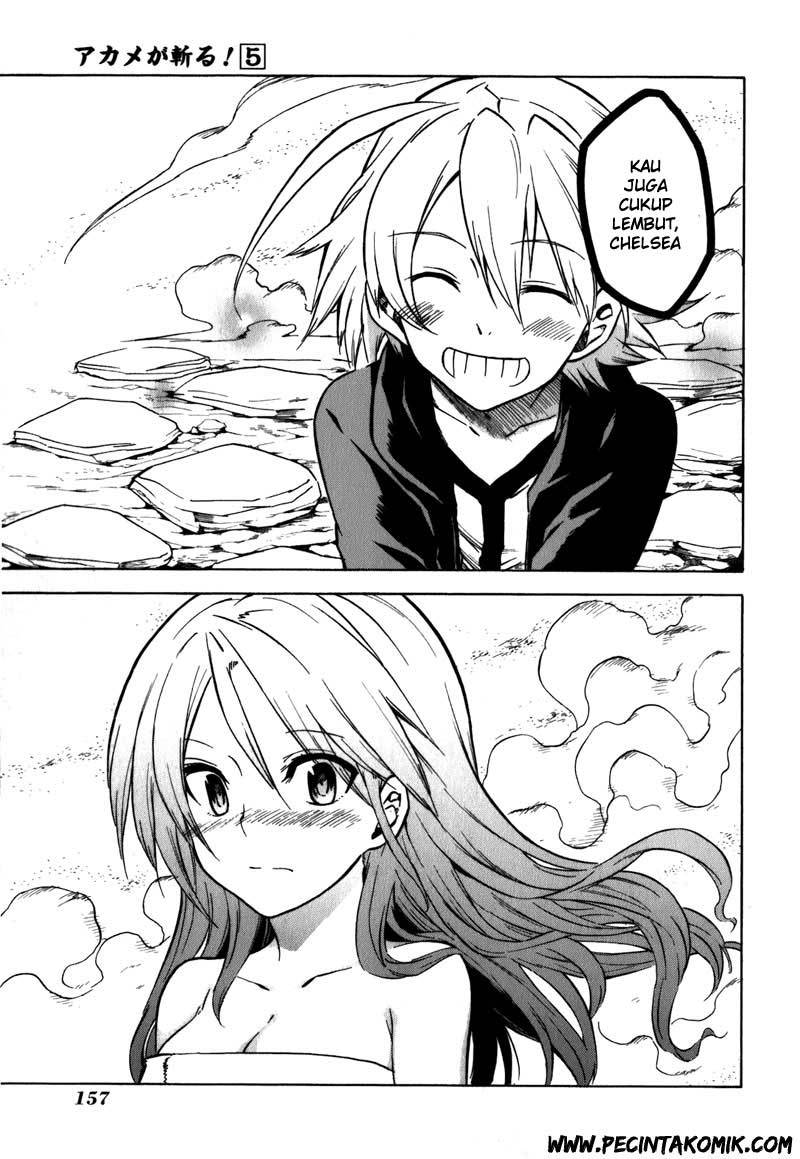 アカメが斬る！5
KAU
JUGA
CUKUP
LEMBUT,
CHELSEA
157
WWW.PECINTAKOMIK.COM